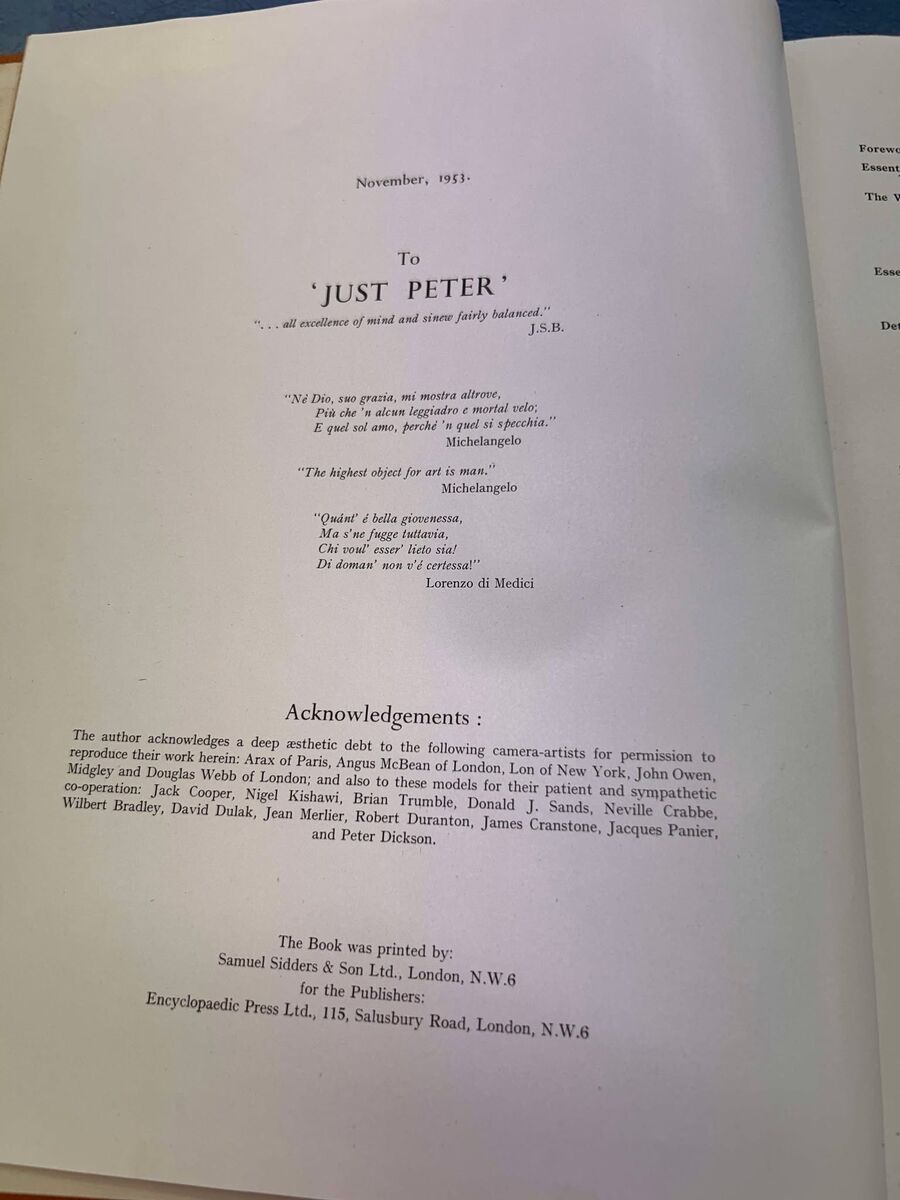 November, 1953.
To
‘JUST PETER’
“. . . all excellence of mind and sinew fairly balanced.”
J.S.B.
“Né Dio, suo grazia, mi mostra altrove,
Più che ’n alcun leggiadro e mortal velo;
E quel sol amo, perché ’n quel si specchia.”
Michelangelo
“The highest object for art is man.”
Michelangelo
“Quánt’ é bella giovenessa,
Ma s’ne fugge tuttavia,
Chi voul’ esser’ lieto sia!
Di doman’ non v’é certessa!”
Lorenzo di Medici
Acknowledgements :
The author acknowledges a deep æsthetic debt to the following camera-artists for permission to
reproduce their work herein: Arax of Paris, Angus McBean of London, Lon of New York, John Owen,
Midgley and Douglas Webb of London; and also to these models for their patient and sympathetic
co-operation: Jack Cooper, Nigel Kishawi, Brian Trumble, Donald J. Sands, Neville Crabbe,
Wilbert Bradley, David Dulak, Jean Merlier, Robert Duranton, James Cranstone, Jacques Panier,
and Peter Dickson.
The Book was printed by:
Samuel Sidders & Son Ltd., London, N.W.6
for the Publishers:
Encyclopaedic Press Ltd., 115, Salusbury Road, London, N.W.6
Forewo
Essent
The V
Esse
Det